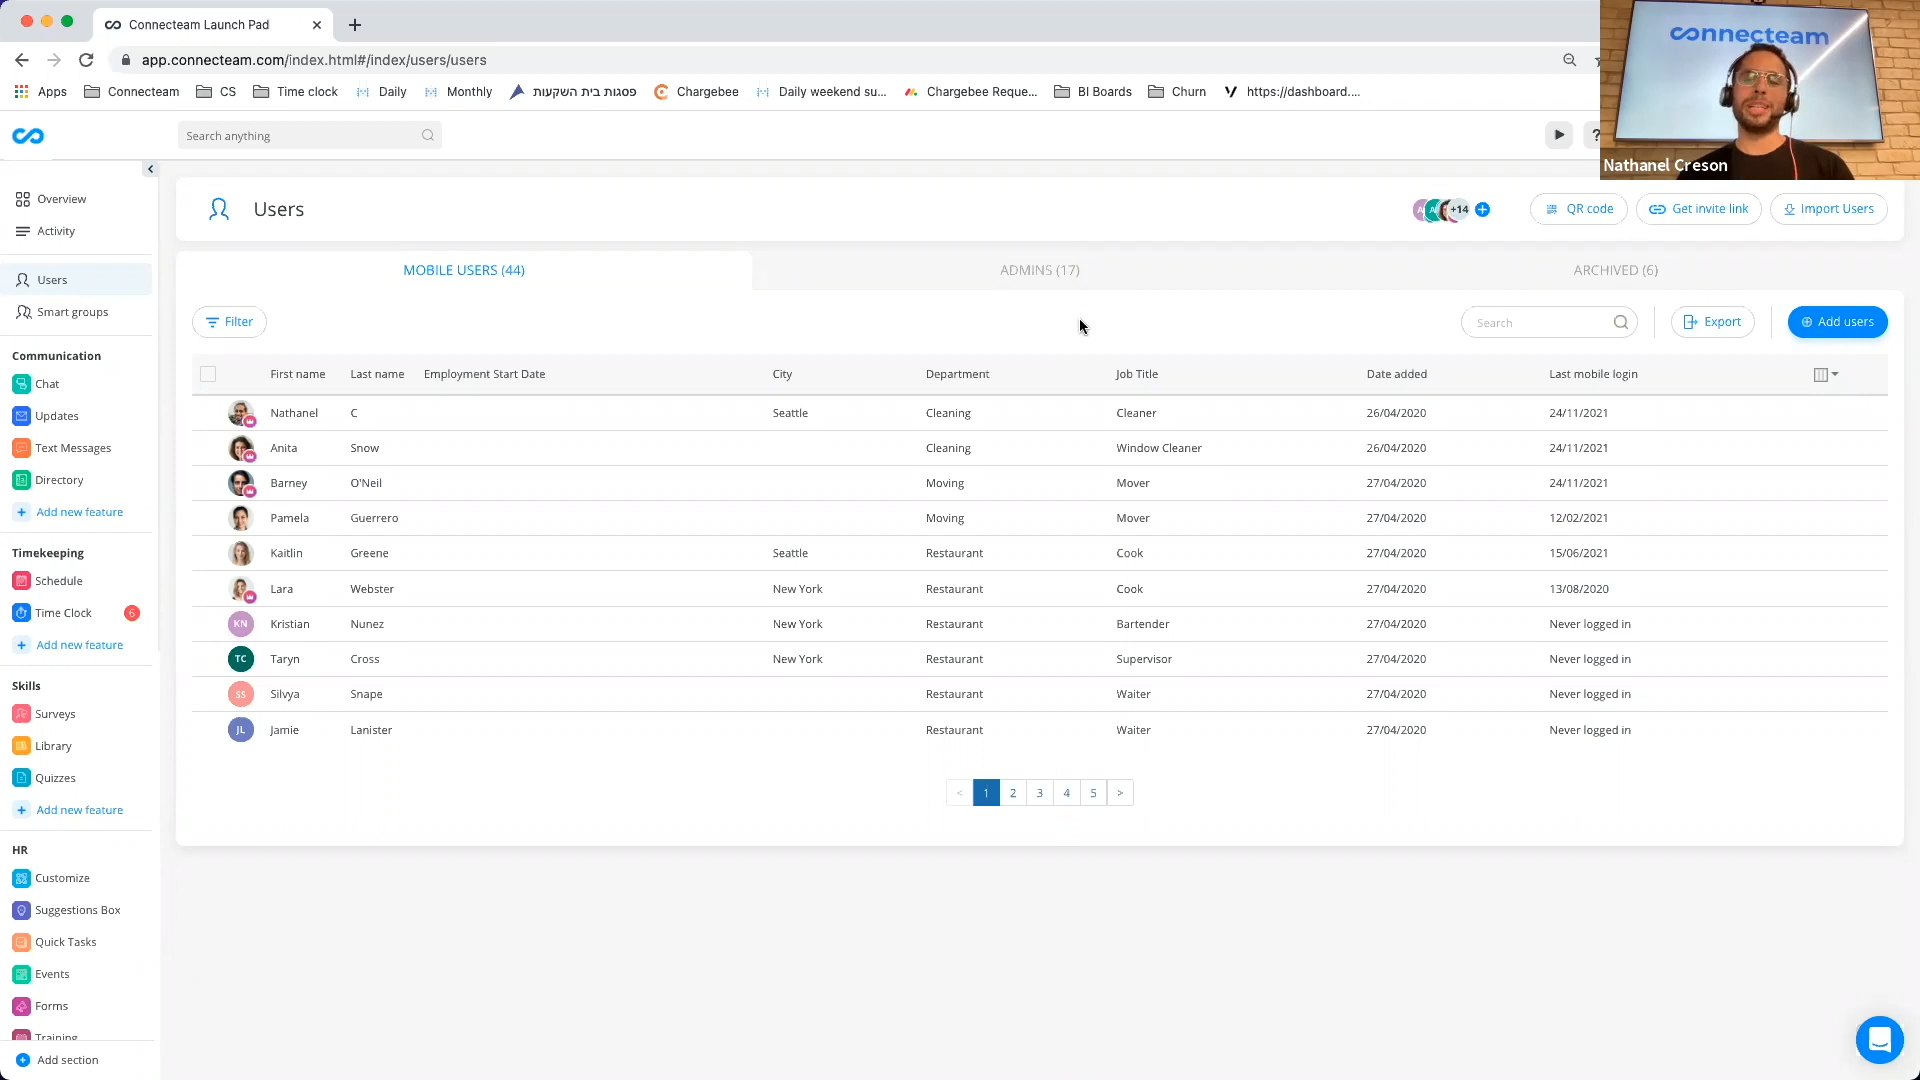 Connecteam Launch Pad
app.connecteam.com/index.html#/index/users/users
Apps Connecteam CS Time clock Daily Monthly פסגות בית השקעות Chargebee Daily weekend su... Chargebee Reque... BI Boards Churn https://dashboard....
connecteam
Nathanel Creson
Search anything
?
Overview
Activity
Users
Smart groups
Communication
Chat
Updates
Text Messages
Directory
+ Add new feature
Timekeeping
Schedule
Time Clock 6
+ Add new feature
Skills
Surveys
Library
Quizzes
+ Add new feature
HR
Customize
Suggestions Box
Quick Tasks
Events
Forms
Training
Add section
Users
+14
QR code
Get invite link
Import Users
MOBILE USERS (44) ADMINS (17) ARCHIVED (6)
Filter Search Export Add users
First name Last name Employment Start Date City Department Job Title Date added Last mobile login
Nathanel C Seattle Cleaning Cleaner 26/04/2020 24/11/2021
Anita Snow Cleaning Window Cleaner 26/04/2020 24/11/2021
Barney O'Neil Moving Mover 27/04/2020 24/11/2021
Pamela Guerrero Moving Mover 27/04/2020 12/02/2021
Kaitlin Greene Seattle Restaurant Cook 27/04/2020 15/06/2021
Lara Webster New York Restaurant Cook 27/04/2020 13/08/2020
KN Kristian Nunez New York Restaurant Bartender 27/04/2020 Never logged in
TC Taryn Cross New York Restaurant Supervisor 27/04/2020 Never logged in
SS Silvya Snape Restaurant Waiter 27/04/2020 Never logged in
JL Jamie Lanister Restaurant Waiter 27/04/2020 Never logged in
< 1 2 3 4 5 >